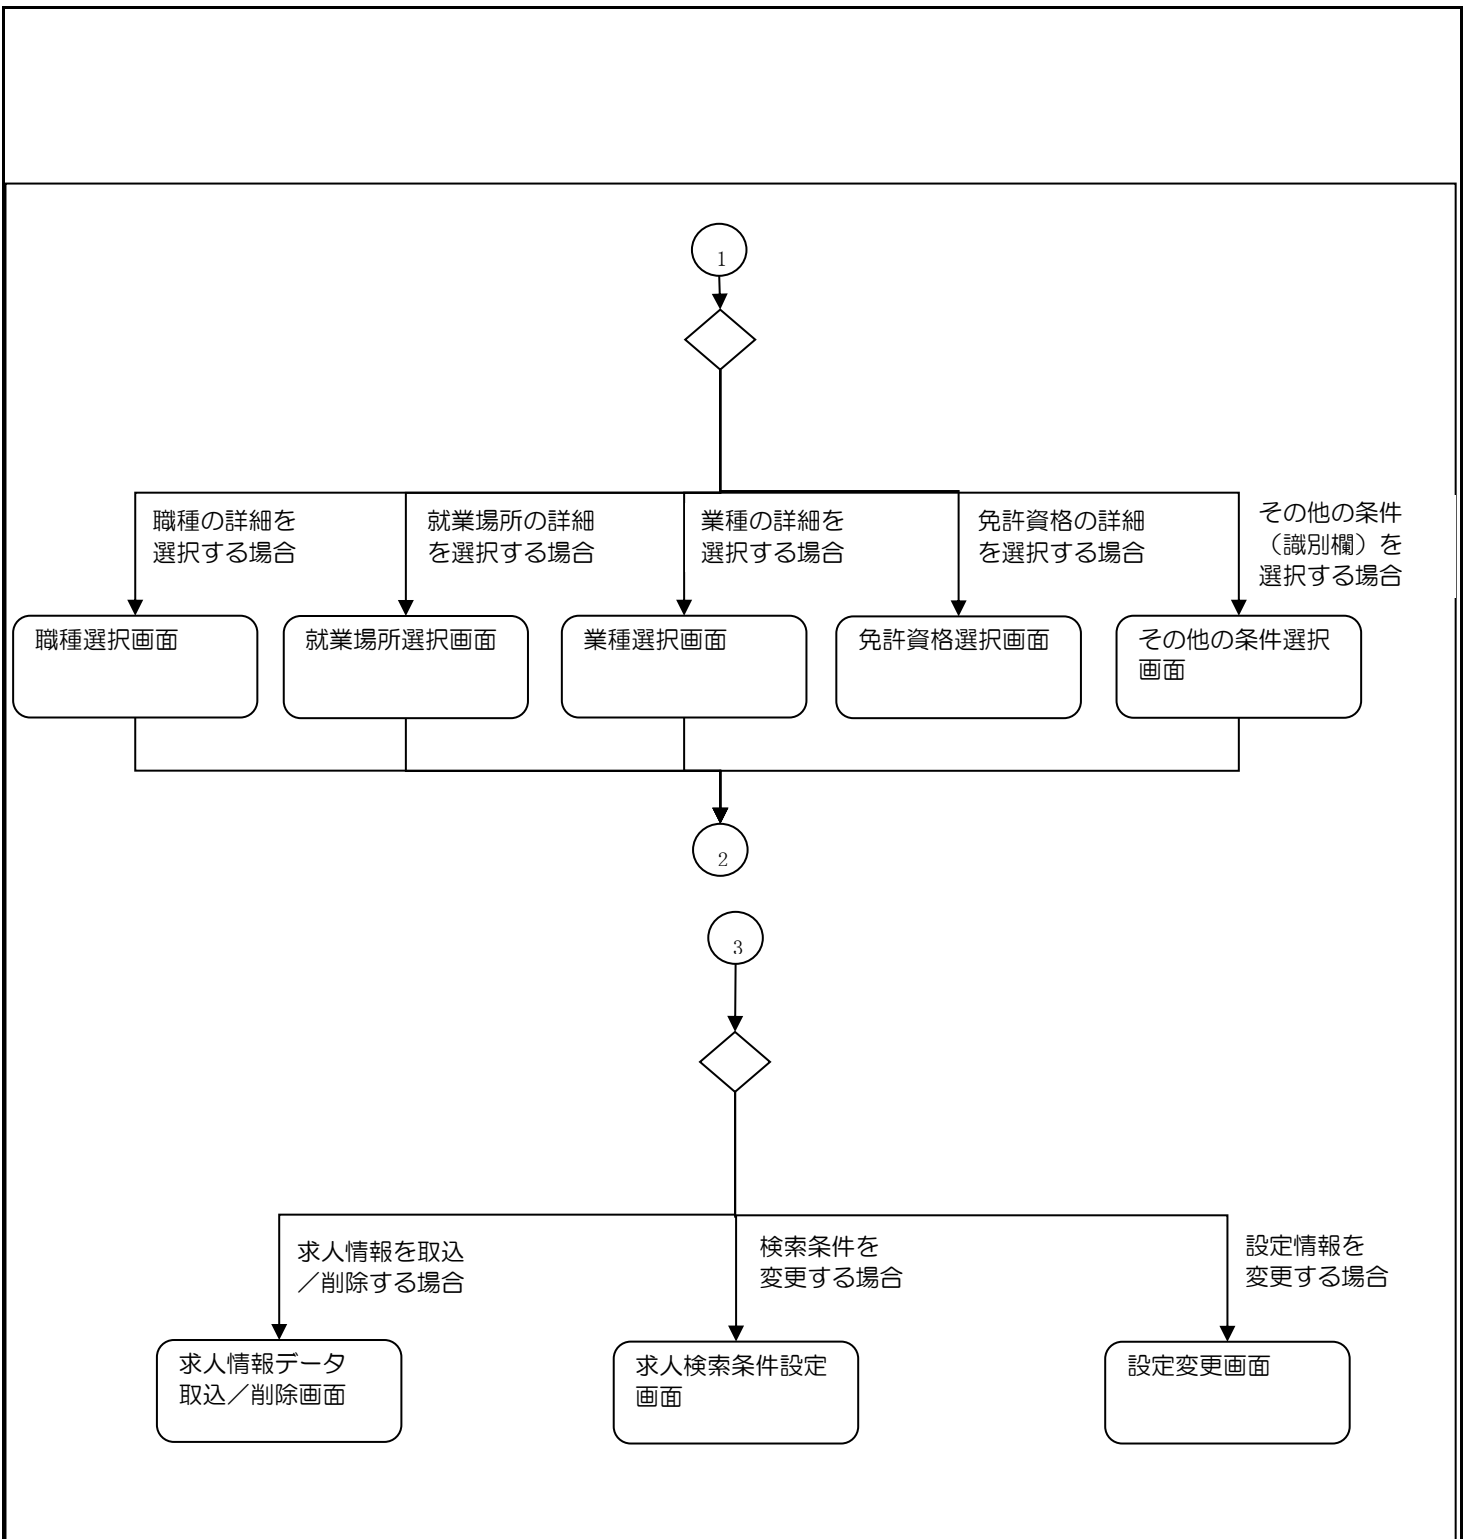 1
職種の詳細を
選択する場合
就業場所の詳細
を選択する場合
業種の詳細を
選択する場合
免許資格の詳細
を選択する場合
その他の条件
（識別欄）を
選択する場合
職種選択画面
就業場所選択画面
業種選択画面
免許資格選択画面
その他の条件選択
画面
2
3
求人情報を取込
／削除する場合
検索条件を
変更する場合
設定情報を
変更する場合
求人情報データ
取込／削除画面
求人検索条件設定
画面
設定変更画面